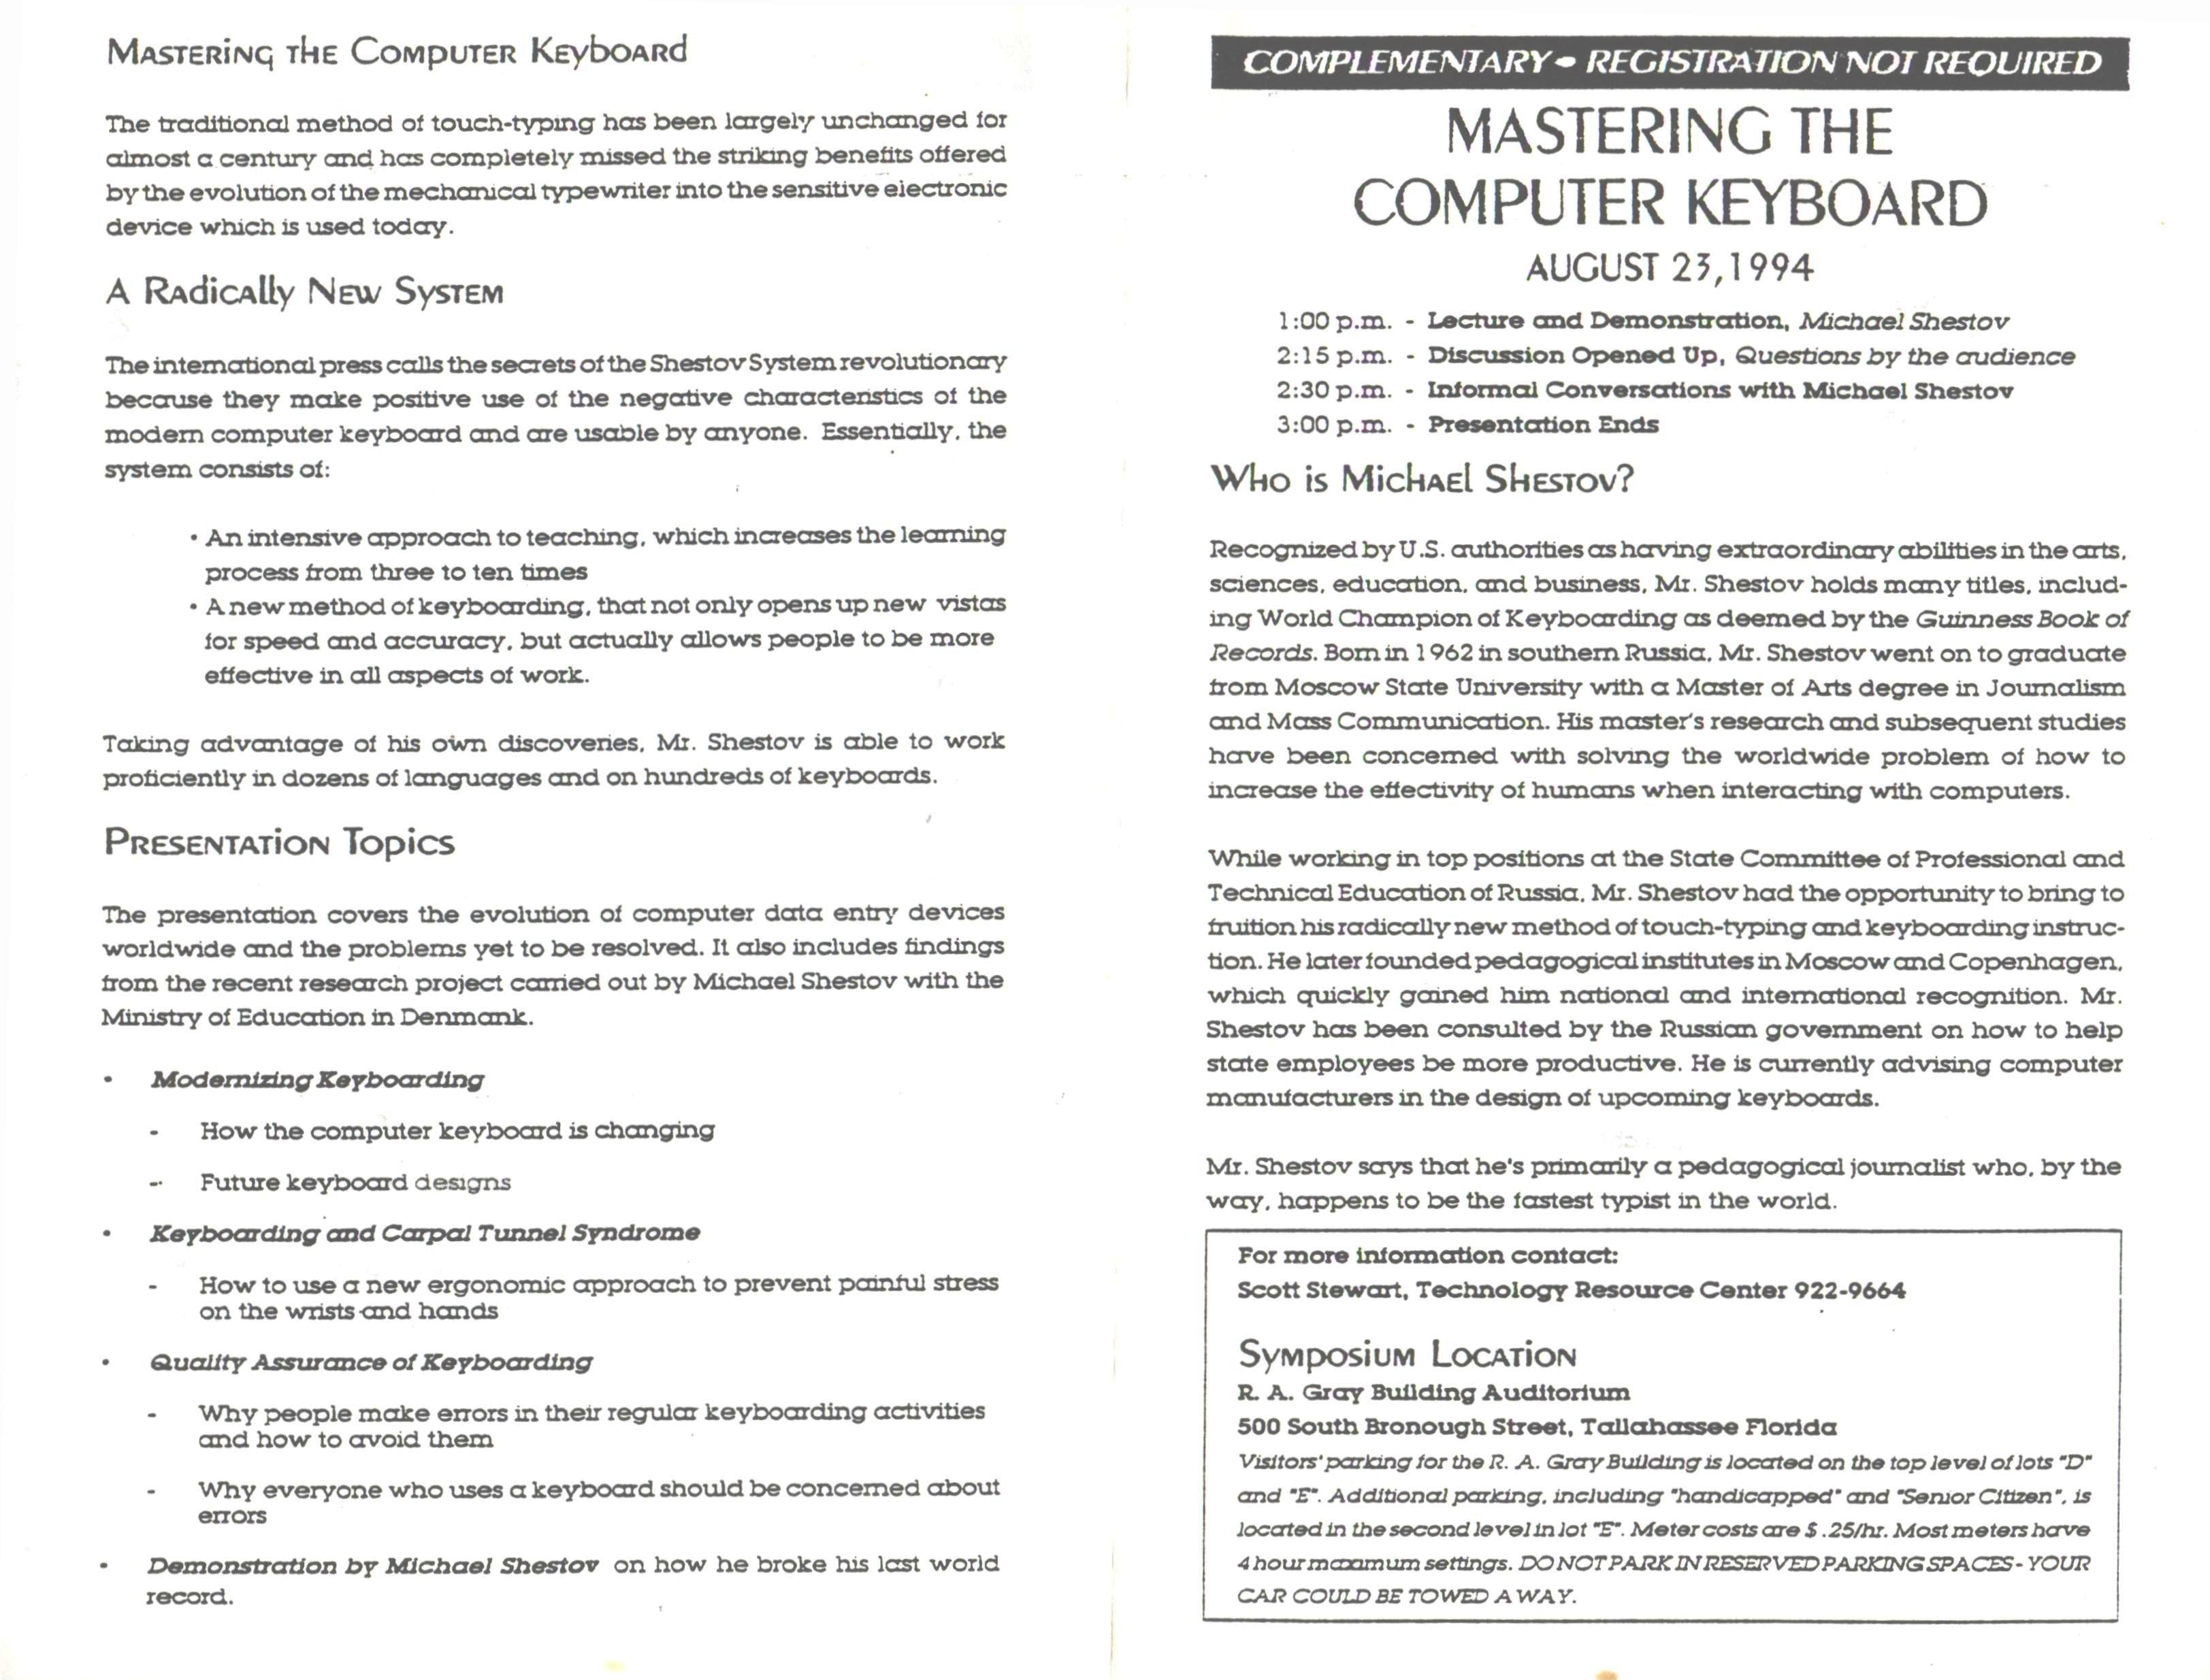 Mastering the Computer Keyboard
The traditional method of touch-typing has been largely unchanged for
almost a century and has completely missed the striking benefits offered
by the evolution of the mechanical typewriter into the sensitive electronic
device which is used today.
A Radically New System
The international press calls the secrets of the Shestov System revolutionary
because they make positive use of the negative characteristics of the
modern computer keyboard and are usable by anyone. Essentially, the
system consists of:
• An intensive approach to teaching, which increases the learning
process from three to ten times
• A new method of keyboarding, that not only opens up new vistas
for speed and accuracy, but actually allows people to be more
effective in all aspects of work.
Taking advantage of his own discoveries, Mr. Shestov is able to work
proficiently in dozens of languages and on hundreds of keyboards.
Presentation Topics
The presentation covers the evolution of computer data entry devices
worldwide and the problems yet to be resolved. It also includes findings
from the recent research project carried out by Michael Shestov with the
Ministry of Education in Denmank.
• Modernizing Keyboarding
- How the computer keyboard is changing
- Future keyboard designs
• Keyboarding and Carpal Tunnel Syndrome
- How to use a new ergonomic approach to prevent painful stress
on the wrists and hands
• Quality Assurance of Keyboarding
- Why people make errors in their regular keyboarding activities
and how to avoid them
- Why everyone who uses a keyboard should be concerned about
errors
• Demonstration by Michael Shestov on how he broke his last world
record.
COMPLEMENTARY • REGISTRATION NOT REQUIRED
MASTERING THE
COMPUTER KEYBOARD
AUGUST 23,1994
1:00 p.m. - Lecture and Demonstration, Michael Shestov
2:15 p.m. - Discussion Opened Up, Questions by the audience
2:30 p.m. - Informal Conversations with Michael Shestov
3:00 p.m. - Presentation Ends
Who is Michael Shestov?
Recognized by U.S. authorities as having extraordinary abilities in the arts,
sciences, education, and business, Mr. Shestov holds many titles, includ-
ing World Champion of Keyboarding as deemed by the Guinness Book of
Records. Born in 1962 in southern Russia, Mr. Shestov went on to graduate
from Moscow State University with a Master of Arts degree in Journalism
and Mass Communication. His master's research and subsequent studies
have been concerned with solving the worldwide problem of how to
increase the effectivity of humans when interacting with computers.
While working in top positions at the State Committee of Professional and
Technical Education of Russia, Mr. Shestov had the opportunity to bring to
fruition his radically new method of touch-typing and keyboarding instruc-
tion. He later founded pedagogical institutes in Moscow and Copenhagen,
which quickly gained him national and international recognition. Mr.
Shestov has been consulted by the Russian government on how to help
state employees be more productive. He is currently advising computer
manufacturers in the design of upcoming keyboards.
Mr. Shestov says that he's primarily a pedagogical journalist who, by the
way, happens to be the fastest typist in the world.
For more information contact:
Scott Stewart, Technology Resource Center 922-9664
Symposium Location
R. A. Gray Building Auditorium
500 South Bronough Street, Tallahassee Florida
Visitors' parking for the R. A. Gray Building is located on the top level of lots "D"
and "E". Additional parking, including "handicapped" and "Senior Citizen", is
located in the second level in lot "E". Meter costs are $ .25/hr. Most meters have
4 hour maximum settings. DO NOT PARK IN RESERVED PARKING SPACES - YOUR
CAR COULD BE TOWED AWAY.